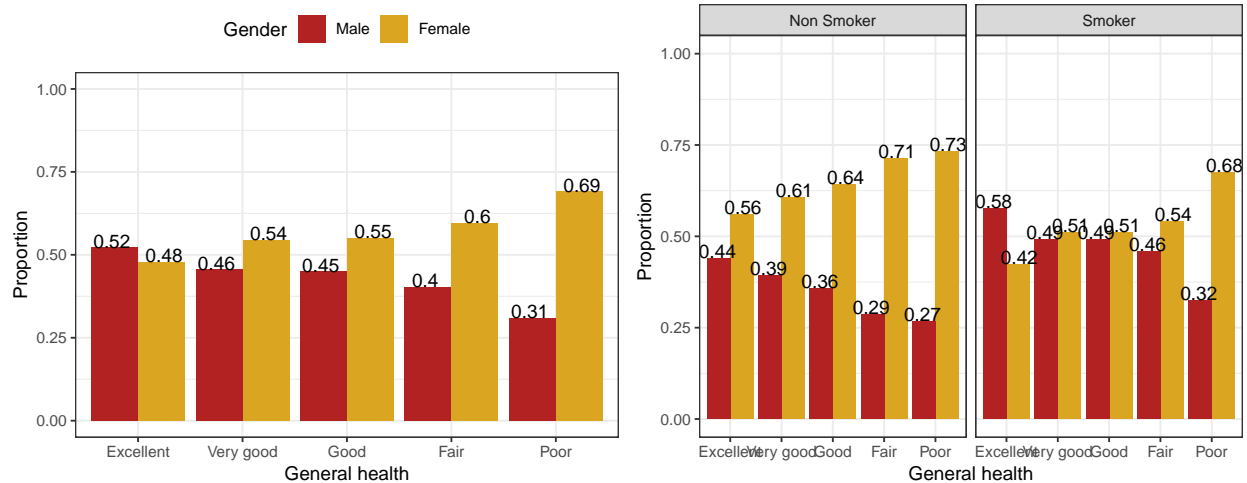 Gender Male Female
Proportion
1.00
0.75
0.50
0.25
0.00
0.52 0.48 0.46 0.54 0.45 0.55 0.4 0.6 0.31 0.69
Excellent Very good Good Fair Poor
General health
Non Smoker Smoker
Proportion
1.00
0.75
0.50
0.25
0.00
0.44 0.56 0.39 0.61 0.36 0.64 0.29 0.71 0.27 0.73
0.58 0.42 0.49 0.51 0.49 0.51 0.46 0.54 0.32 0.68
Excellent Very good Good Fair Poor Excellent Very good Good Fair Poor
General health